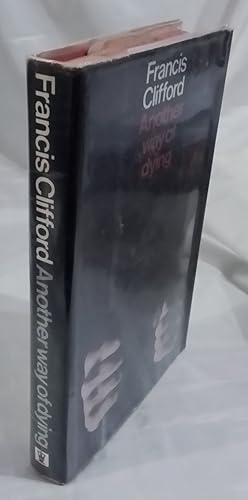 Francis
Clifford
Another
way of
dying
Francis Clifford Another way of dying